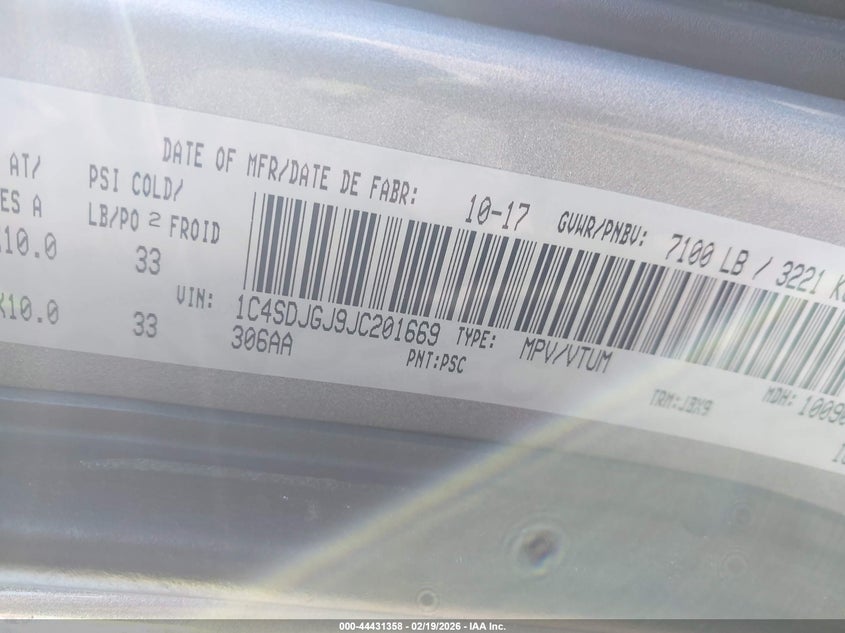 DATE OF MFR/DATE DE FABR: 10-17 GVWR/PNBV: 7100 LB / 3221 K
AT/ PSI COLD/
ES A LB/PO 2 FROID
10.0 33
VIN: 1C4SDJGJ9JC201669 TYPE: MPV/VTUM
X10.0 33 306AA PNT:PSC TRM:J3X9 MDH: 1009
000-44431358 - 02/19/2026 - IAA Inc.